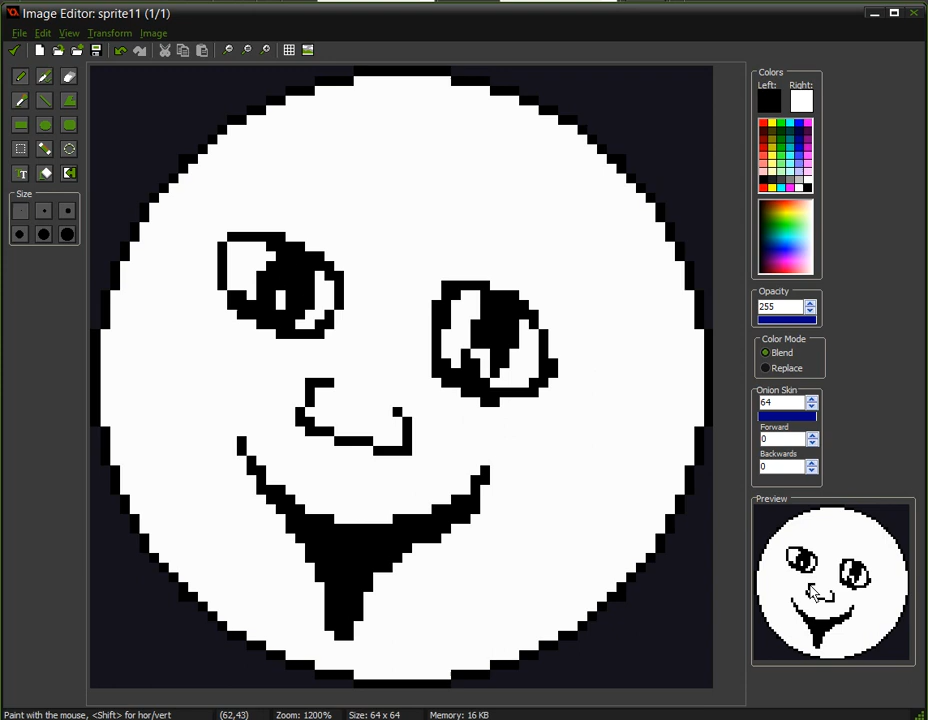 Image Editor: sprite11 (1/1)
File Edit View Transform Image
Colors
Left: Right:
Size
Opacity
255
Color Mode
Blend
Replace
Onion Skin
64
Forward
0
Backwards
0
Preview
Paint with the mouse, <Shift> for hor/vert (62,43) Zoom: 1200% Size: 64 x 64 Memory: 16 KB